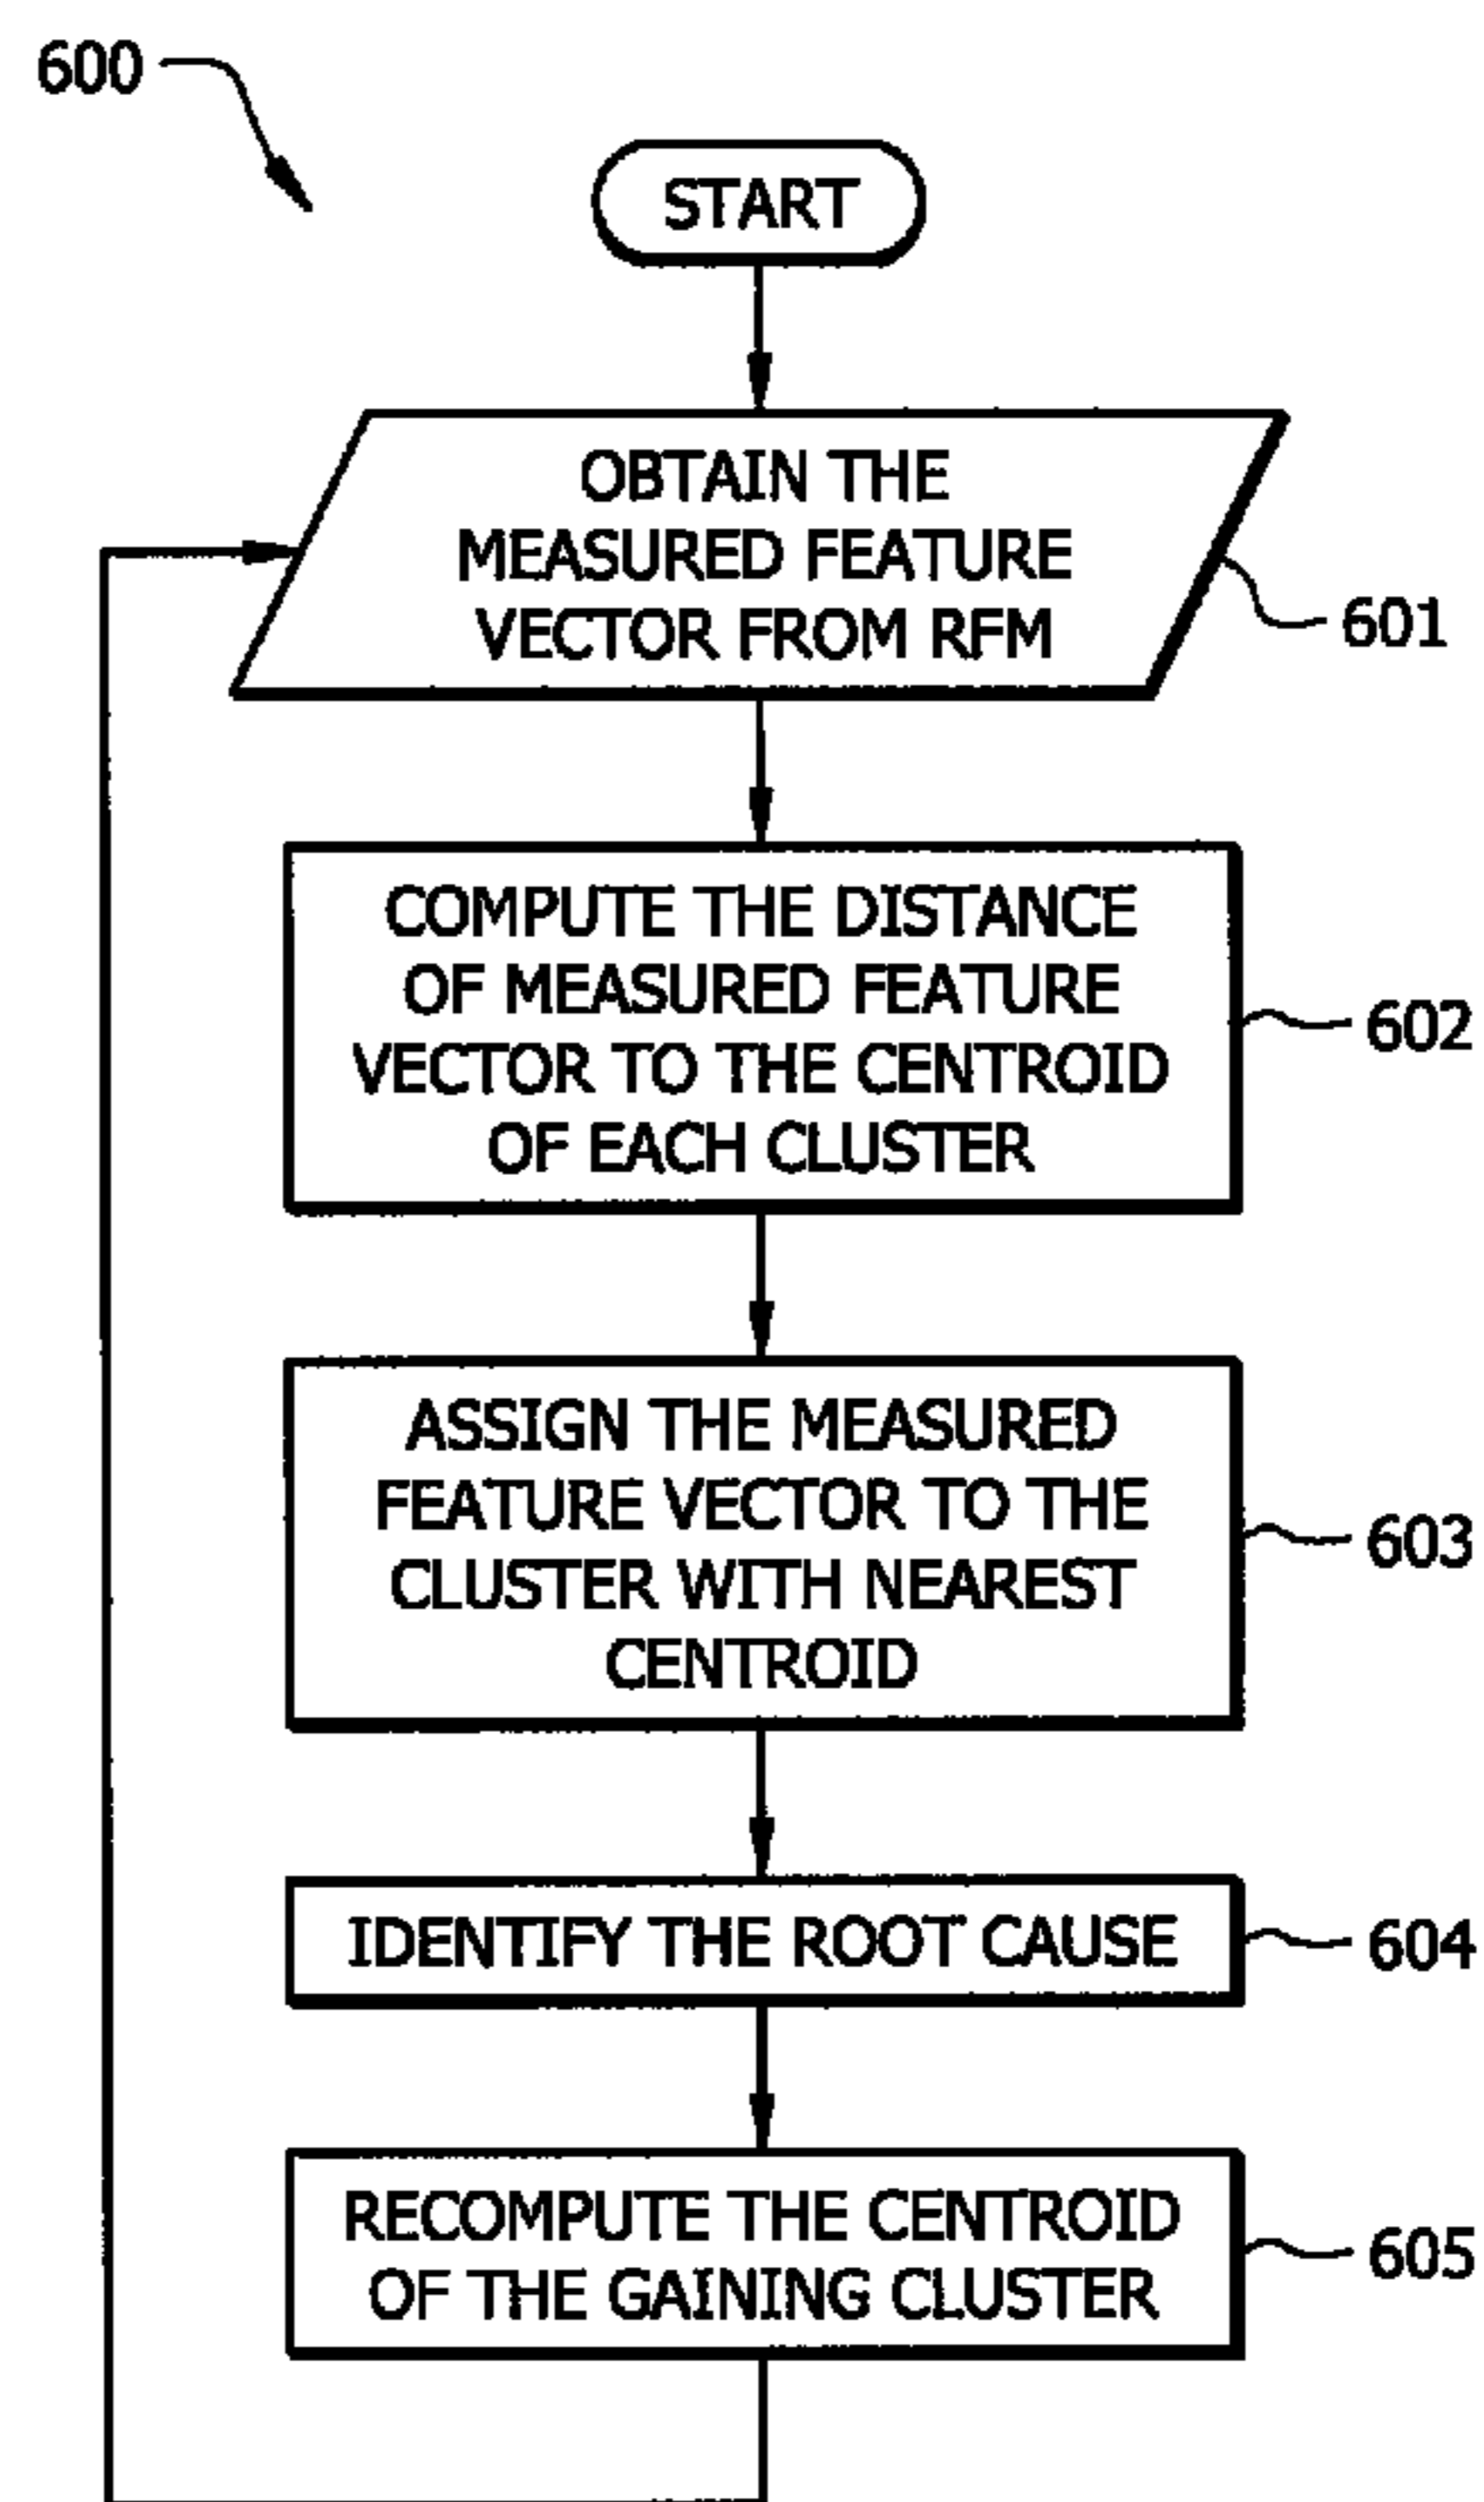 600
START
OBTAIN THE
MEASURED FEATURE
VECTOR FROM RFM
601
COMPUTE THE DISTANCE
OF MEASURED FEATURE
VECTOR TO THE CENTROID
OF EACH CLUSTER
602
ASSIGN THE MEASURED
FEATURE VECTOR TO THE
CLUSTER WITH NEAREST
CENTROID
603
IDENTIFY THE ROOT CAUSE
604
RECOMPUTE THE CENTROID
OF THE GAINING CLUSTER
605